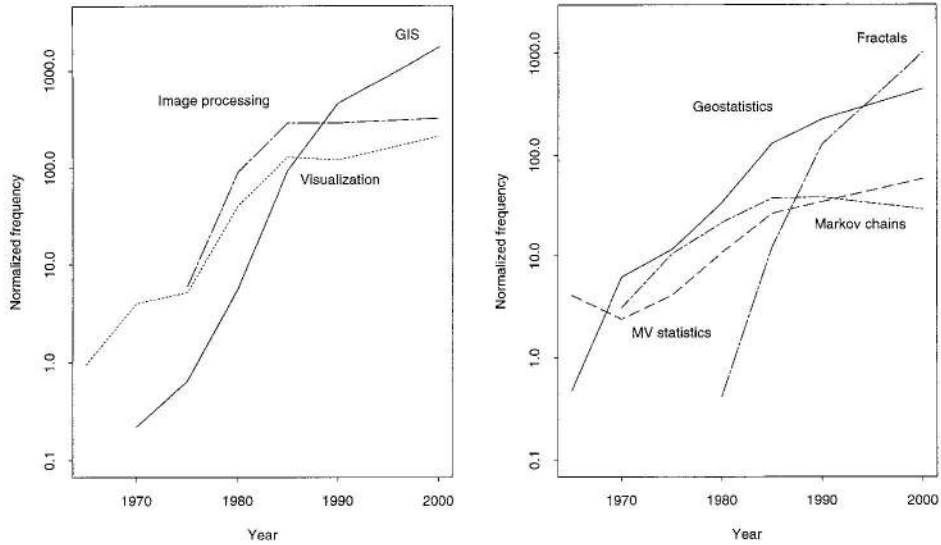 GIS
Image processing
Visualization
Normalized frequency
1000.0
100.0
10.0
1.0
0.1
1970
1980
1990
2000
Year
Fractals
Geostatistics
Markov chains
MV statistics
Normalized frequency
1000.0
100.0
10.0
1.0
0.1
1970
1980
1990
2000
Year